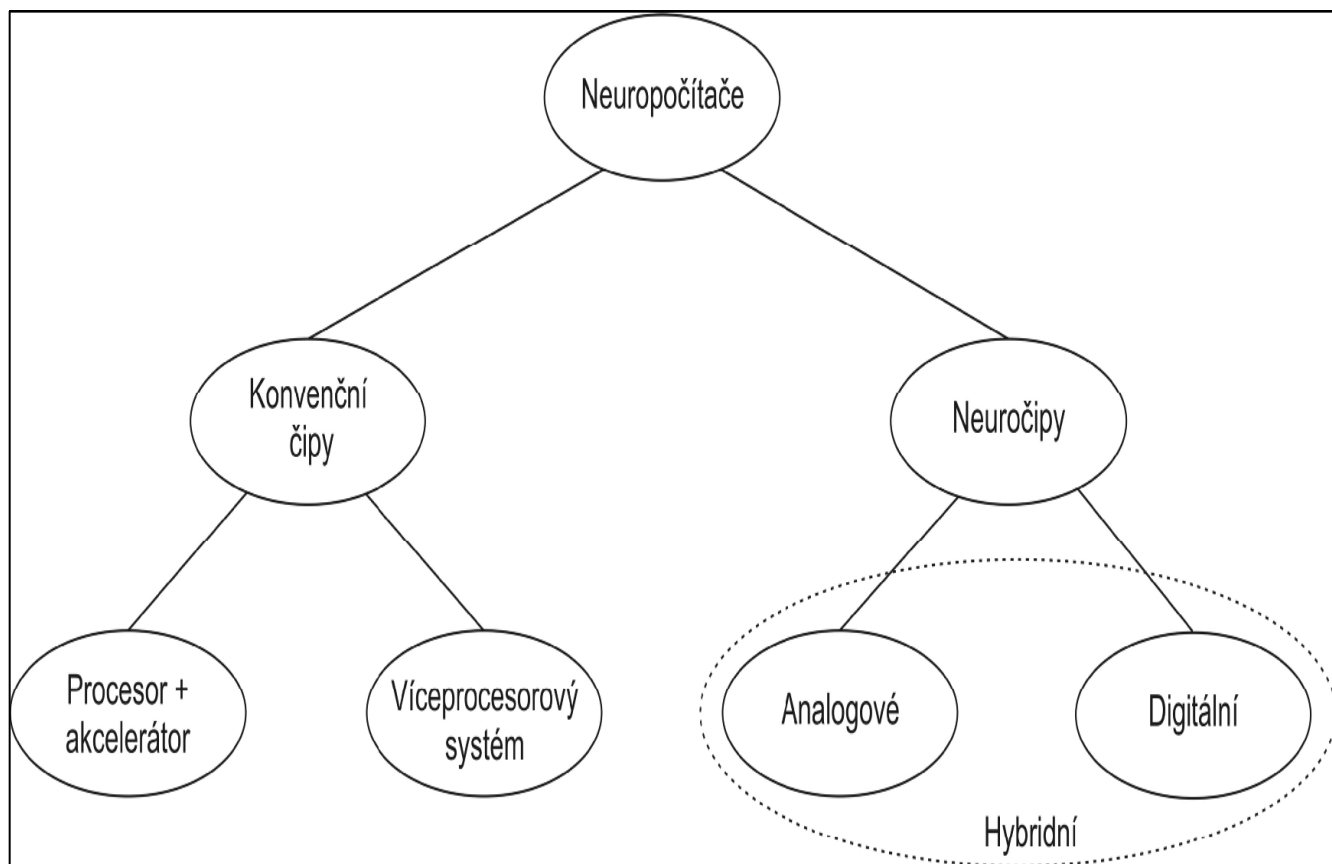 Neuropočítače
Konvenční
čipy
Neuročipy
Procesor +
akcelerátor
Víceprocesorový
systém
Analogové
Digitální
Hybridní